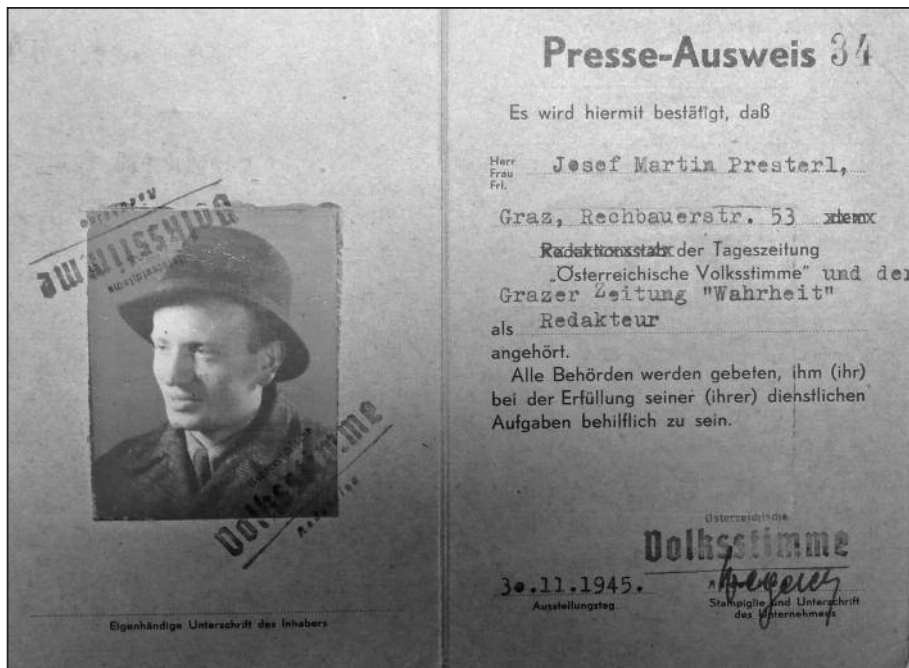 Volksstimme
Österreichische
Volksstimme
Eigenhändige Unterschrift des Inhabers
Presse-Ausweis 34
Es wird hiermit bestätigt, daß
Herr
Frau
Frl.
Josef Martin Presterl,
Graz, Rechbauerstr. 53
der Tageszeitung
„Österreichische Volksstimme" und der
Grazer Zeitung "Wahrheit"
als Redakteur
angehört.
Alle Behörden werden gebeten, ihm (ihr)
bei der Erfüllung seiner (ihrer) dienstlichen
Aufgaben behilflich zu sein.
Österreichische
Volksstimme
30.11.1945.
Ausstellungstag
Stampiglie und Unterschrift
des Unternehmens